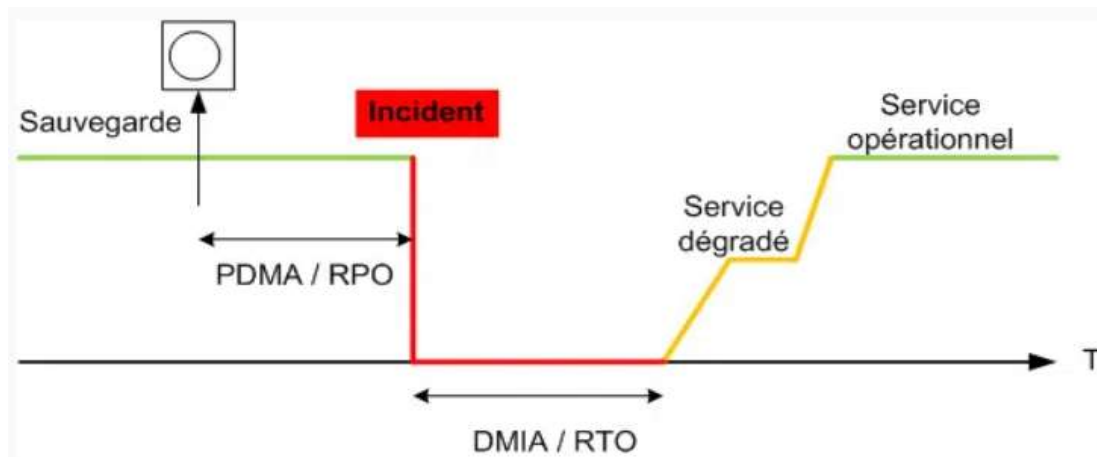 Sauvegarde
Incident
Service
opérationnel
Service
dégradé
PDMA / RPO
T
DMIA / RTO